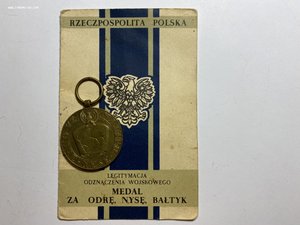 RZECZPOSPOLITA POLSKA
LEGITYMACJA
ODZNACZENIA WOJSKOWEGO
MEDAL
ZA ODRĘ, NYSĘ, BAŁTYK